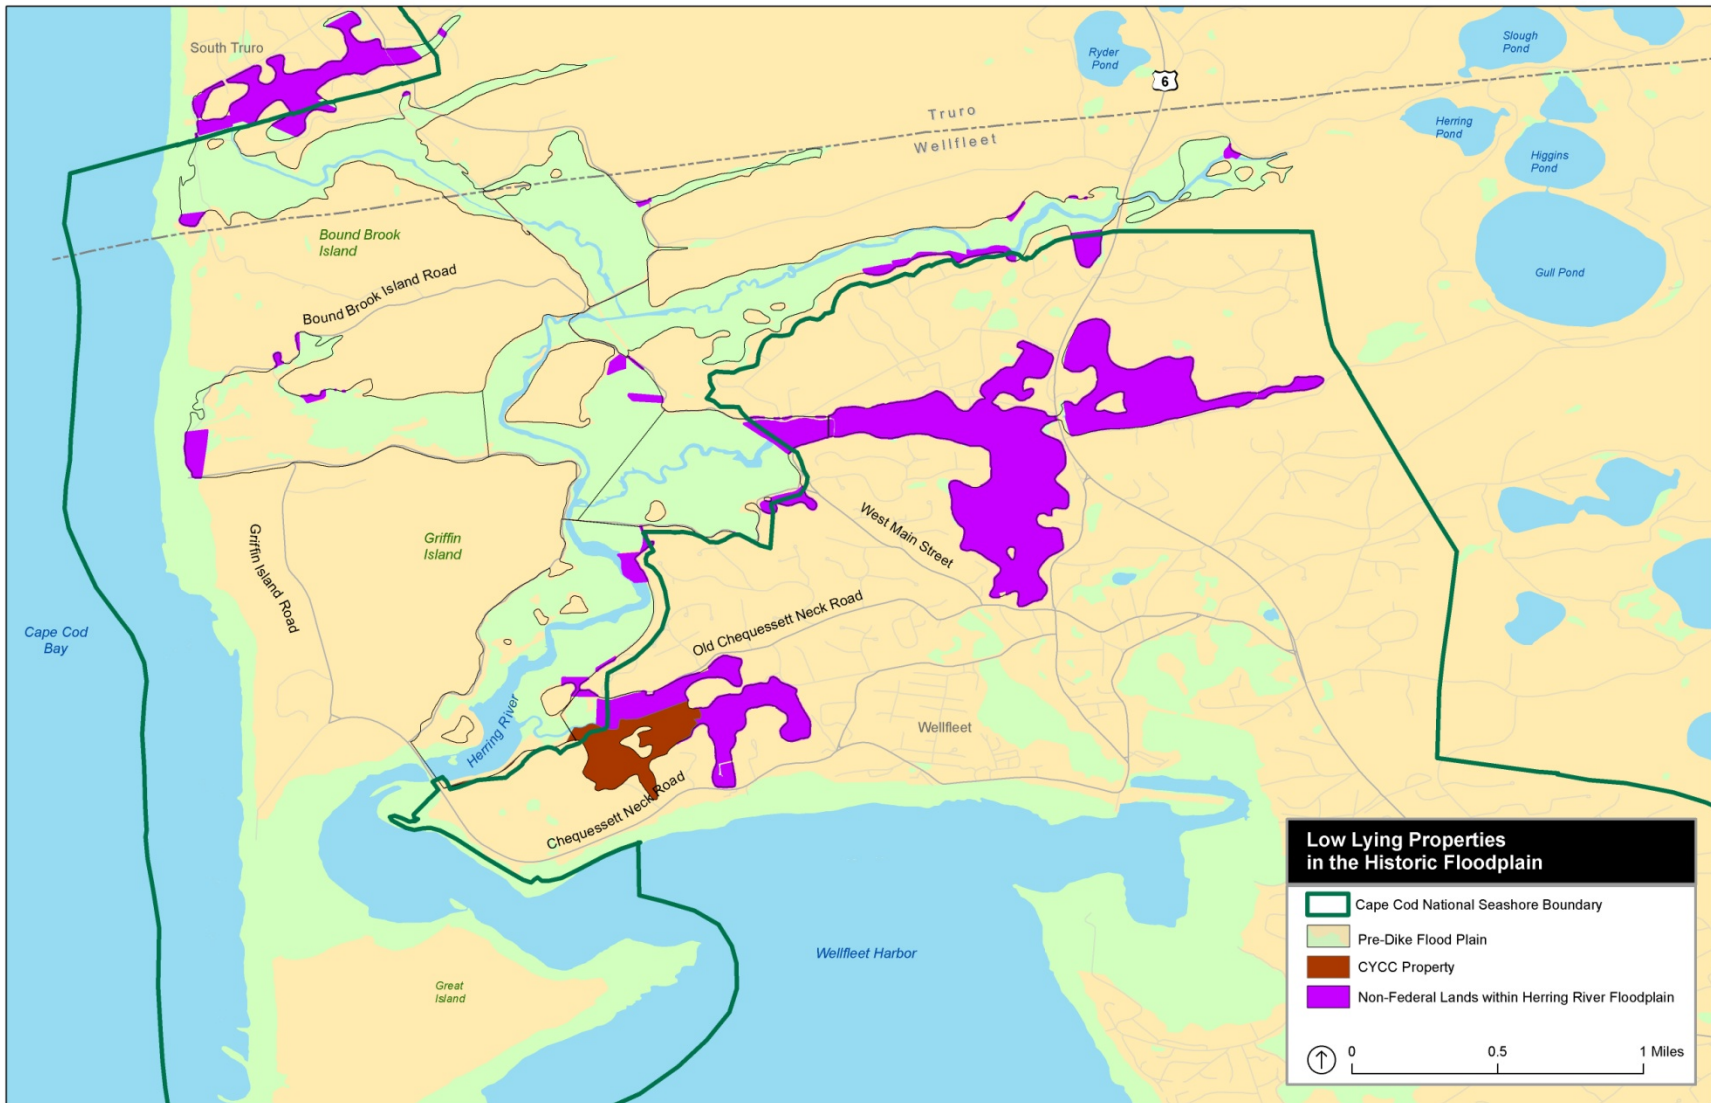 South Truro
Ryder
Pond
Slough
Pond
6
Truro
Wellfleet
Herring
Pond
Higgins
Pond
Gull Pond
Bound Brook
Island
Bound Brook Island Road
Griffin
Island
Griffin Island Road
West Main Street
Old Chequessett Neck Road
Cape Cod
Bay
Herring River
Wellfleet
Chequessett Neck Road
Wellfleet Harbor
Great
Island
Low Lying Properties
in the Historic Floodplain
Cape Cod National Seashore Boundary
Pre-Dike Flood Plain
CYCC Property
Non-Federal Lands within Herring River Floodplain
0 0.5 1 Miles